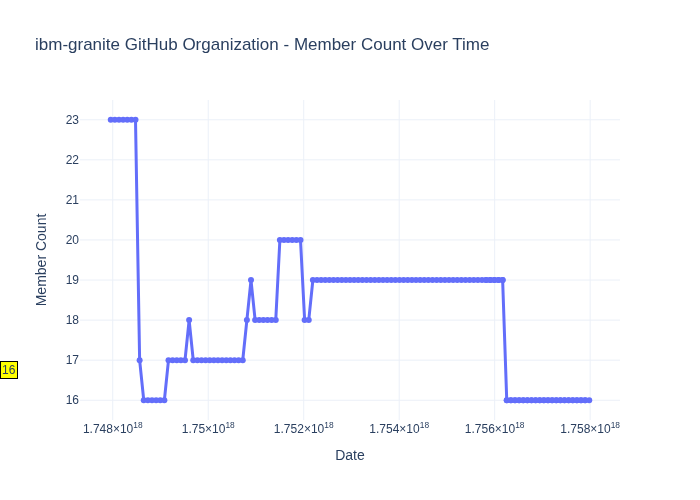 ibm-granite GitHub Organization - Member Count Over Time
Member Count
23
22
21
20
19
18
17
16
16
1.748×10¹⁸ 1.75×10¹⁸ 1.752×10¹⁸ 1.754×10¹⁸ 1.756×10¹⁸ 1.758×10¹⁸
Date